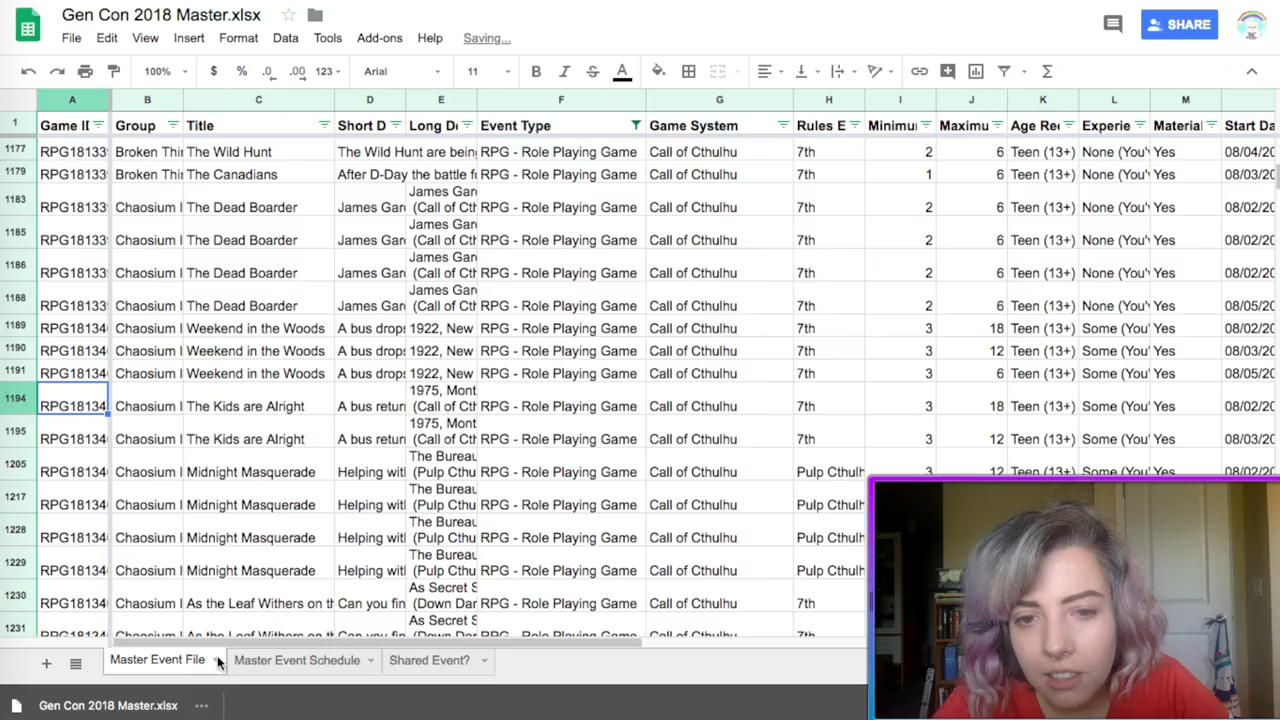 Gen Con 2018 Master.xlsx
File Edit View Insert Format Data Tools Add-ons Help Saving...
SHARE
100% $ % .0 .00 123 Arial 11 B I S A
A B C D E F G H I J K L M
1 Game ID Group Title Short D Long De Event Type Game System Rules E Minimum Maximum Age Rec Experie Material Start Da
1177 RPG181339 Broken Thin The Wild Hunt The Wild Hunt are being RPG - Role Playing Game Call of Cthulhu 7th 2 6 Teen (13+) None (You'v Yes 08/04/20
1179 RPG181339 Broken Thin The Canadians After D-Day the battle fo RPG - Role Playing Game Call of Cthulhu 7th 1 6 Teen (13+) None (You'v Yes 08/03/20
James Gard
1183 RPG181339 Chaosium I The Dead Boarder James Gard (Call of Cth RPG - Role Playing Game Call of Cthulhu 7th 2 6 Teen (13+) None (You'v Yes 08/02/20
James Gard
1185 RPG181339 Chaosium I The Dead Boarder James Gard (Call of Cth RPG - Role Playing Game Call of Cthulhu 7th 2 6 Teen (13+) None (You'v Yes 08/02/20
James Gard
1186 RPG181339 Chaosium I The Dead Boarder James Gard (Call of Cth RPG - Role Playing Game Call of Cthulhu 7th 2 6 Teen (13+) None (You'v Yes 08/02/20
James Gard
1188 RPG181339 Chaosium I The Dead Boarder James Gard (Call of Cth RPG - Role Playing Game Call of Cthulhu 7th 2 6 Teen (13+) None (You'v Yes 08/05/20
1189 RPG18134 Chaosium I Weekend in the Woods A bus drops 1922, New RPG - Role Playing Game Call of Cthulhu 7th 3 18 Teen (13+) Some (You' Yes 08/02/20
1190 RPG18134 Chaosium I Weekend in the Woods A bus drops 1922, New RPG - Role Playing Game Call of Cthulhu 7th 3 12 Teen (13+) Some (You' Yes 08/03/20
1191 RPG18134 Chaosium I Weekend in the Woods A bus drops 1922, New RPG - Role Playing Game Call of Cthulhu 7th 3 6 Teen (13+) Some (You' Yes 08/05/20
1975, Mont
1194 RPG18134 Chaosium I The Kids are Alright A bus return (Call of Cth RPG - Role Playing Game Call of Cthulhu 7th 3 18 Teen (13+) Some (You' Yes 08/02/20
1975, Mont
1195 RPG18134 Chaosium I The Kids are Alright A bus return (Call of Cth RPG - Role Playing Game Call of Cthulhu 7th 3 12 Teen (13+) Some (You' Yes 08/03/20
The Bureau
1205 RPG18134 Chaosium I Midnight Masquerade Helping wit (Pulp Cthu RPG - Role Playing Game Call of Cthulhu Pulp Cthulh 3 12 Teen (13+) Some (You' Yes 08/02/20
The Bureau
1217 RPG18134 Chaosium I Midnight Masquerade Helping wit (Pulp Cthu RPG - Role Playing Game Call of Cthulhu Pulp Cthulh
The Bureau
1228 RPG18134 Chaosium I Midnight Masquerade Helping wit (Pulp Cthu RPG - Role Playing Game Call of Cthulhu Pulp Cthulh
The Bureau
1229 RPG18134 Chaosium I Midnight Masquerade Helping wit (Pulp Cthu RPG - Role Playing Game Call of Cthulhu Pulp Cthulh
As Secret S
1230 RPG18134 Chaosium I As the Leaf Withers on th Can you fin (Down Dar RPG - Role Playing Game Call of Cthulhu 7th
As Secret S
1231 RPG18134 Chaosium I As the Leaf Withers on th Can you fin (Down Dar RPG - Role Playing Game Call of Cthulhu 7th
Master Event File Master Event Schedule Shared Event?
Gen Con 2018 Master.xlsx